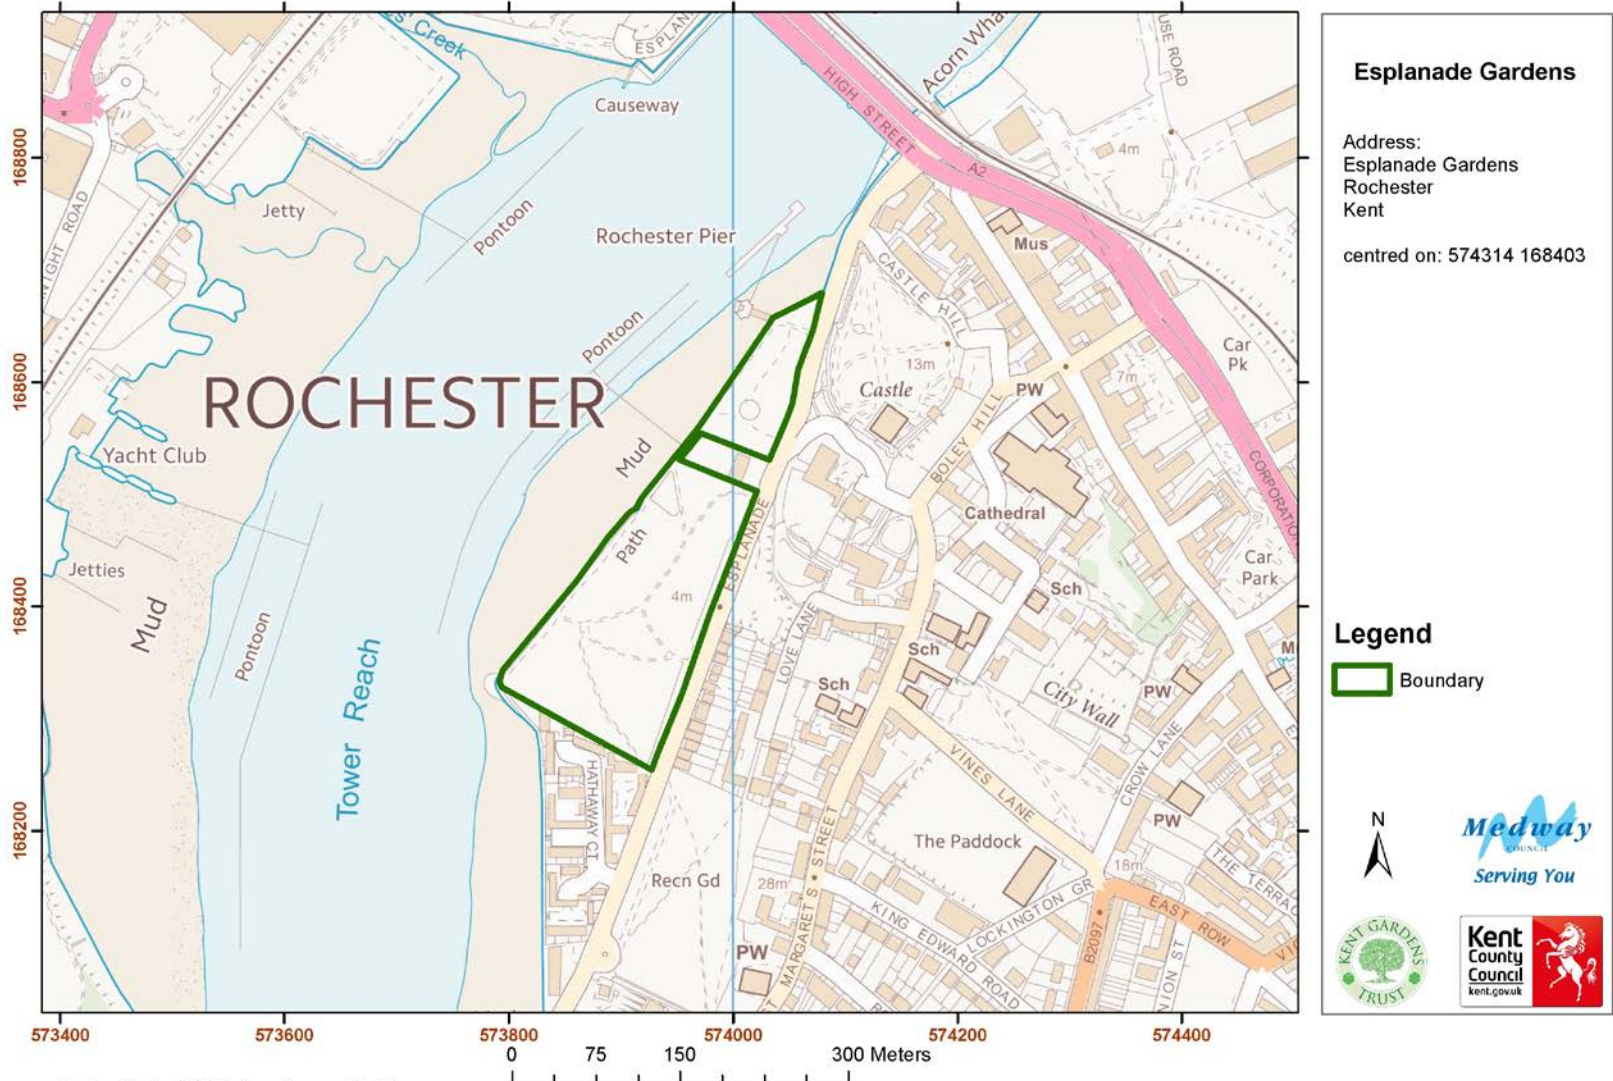 Creek
ESPLAN
Causeway
HIGH STREET
Acorn Wha
USE ROAD
A2
4m
Jetty
Pontoon
Rochester Pier
Mus
CASTLE HILL
Car
Pk
Pontoon
13m
7m
ROCHESTER
Castle
PW
Mud
BOLEY HILL
Yacht Club
Cathedral
CORPORATION
Path
ESPLANADE
Car
Park
Jetties
4m
Sch
Mud
Pontoon
LOVE LANE
Sch
Sch
Tower Reach
City Wall
PW
HATHAWAY CT
VINES LANE
CROW LANE
PW
The Paddock
Recn Gd
28m
18m
ST MARGARET'S STREET
LOCKINGTON GR
KING EDWARD ROAD
B2097
EAST ROW
THE TERRAC
NION ST
PW
168800
168600
168400
168200
573400
573600
573800
574000
574200
574400
0
75
150
300 Meters
Esplanade Gardens
Address:
Esplanade Gardens
Rochester
Kent
centred on: 574314 168403
Legend
Boundary
N
Medway
COUNCIL
Serving You
KENT GARDENS
TRUST
Kent
County
Council
kent.gov.uk